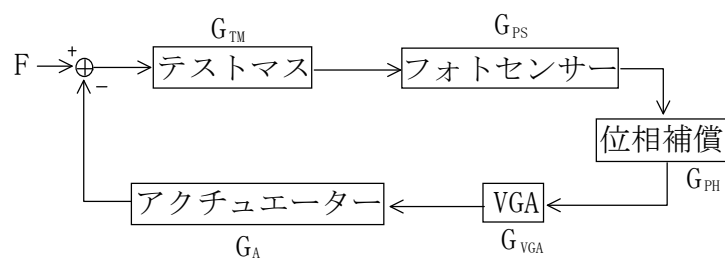 G_TM
G_PS
F
+
−
テストマス
フォトセンサー
位相補償
G_PH
アクチュエーター
VGA
G_A
G_VGA